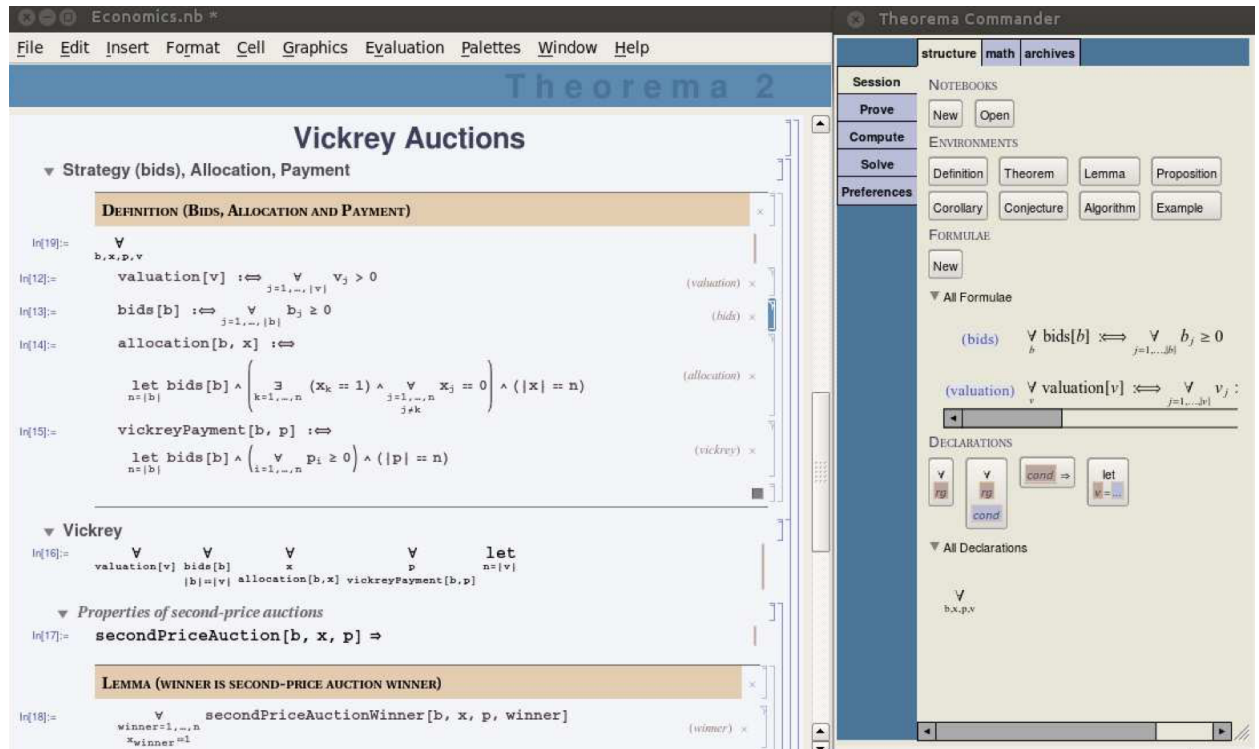 Economics.nb *
File Edit Insert Format Cell Graphics Evaluation Palettes Window Help
Theorema 2
Vickrey Auctions
Strategy (bids), Allocation, Payment
DEFINITION (BIDS, ALLOCATION AND PAYMENT) ×
In[19]:= ∀
b,x,p,v
In[12]:= valuation[v] :⟺ ∀ v_j > 0 (valuation) ×
j=1,…,|v|
In[13]:= bids[b] :⟺ ∀ b_j ≥ 0 (bids) ×
j=1,…,|b|
In[14]:= allocation[b, x] :⟺
let bids[b] ∧ ( ∃ (x_k == 1) ∧ ∀ x_j == 0 ) ∧ (|x| == n) (allocation) ×
n=|b| k=1,…,n j=1,…,n
j≠k
In[15]:= vickreyPayment[b, p] :⟺
let bids[b] ∧ ( ∀ p_i ≥ 0 ) ∧ (|p| == n) (vickrey) ×
n=|b| i=1,…,n
Vickrey
In[16]:= ∀ ∀ ∀ ∀ let
valuation[v] bids[b] x p n=|v|
|b|=|v| allocation[b,x] vickreyPayment[b,p]
Properties of second-price auctions
In[17]:= secondPriceAuction[b, x, p] ⇒
LEMMA (WINNER IS SECOND-PRICE AUCTION WINNER) ×
In[18]:= ∀ secondPriceAuctionWinner[b, x, p, winner]
winner=1,…,n (winner) ×
x_winner=1
Theorema Commander
structure math archives
Session
Prove
Compute
Solve
Preferences
NOTEBOOKS
New Open
ENVIRONMENTS
Definition Theorem Lemma Proposition
Corollary Conjecture Algorithm Example
FORMULAE
New
All Formulae
(bids) ∀ bids[b] :⟺ ∀ b_j ≥ 0
b j=1,…,|b|
(valuation) ∀ valuation[v] :⟺ ∀ v_j :
v j=1,…,|v|
DECLARATIONS
∀ ∀ cond ⇒ let
rg rg v = ...
cond
All Declarations
∀
b,x,p,v